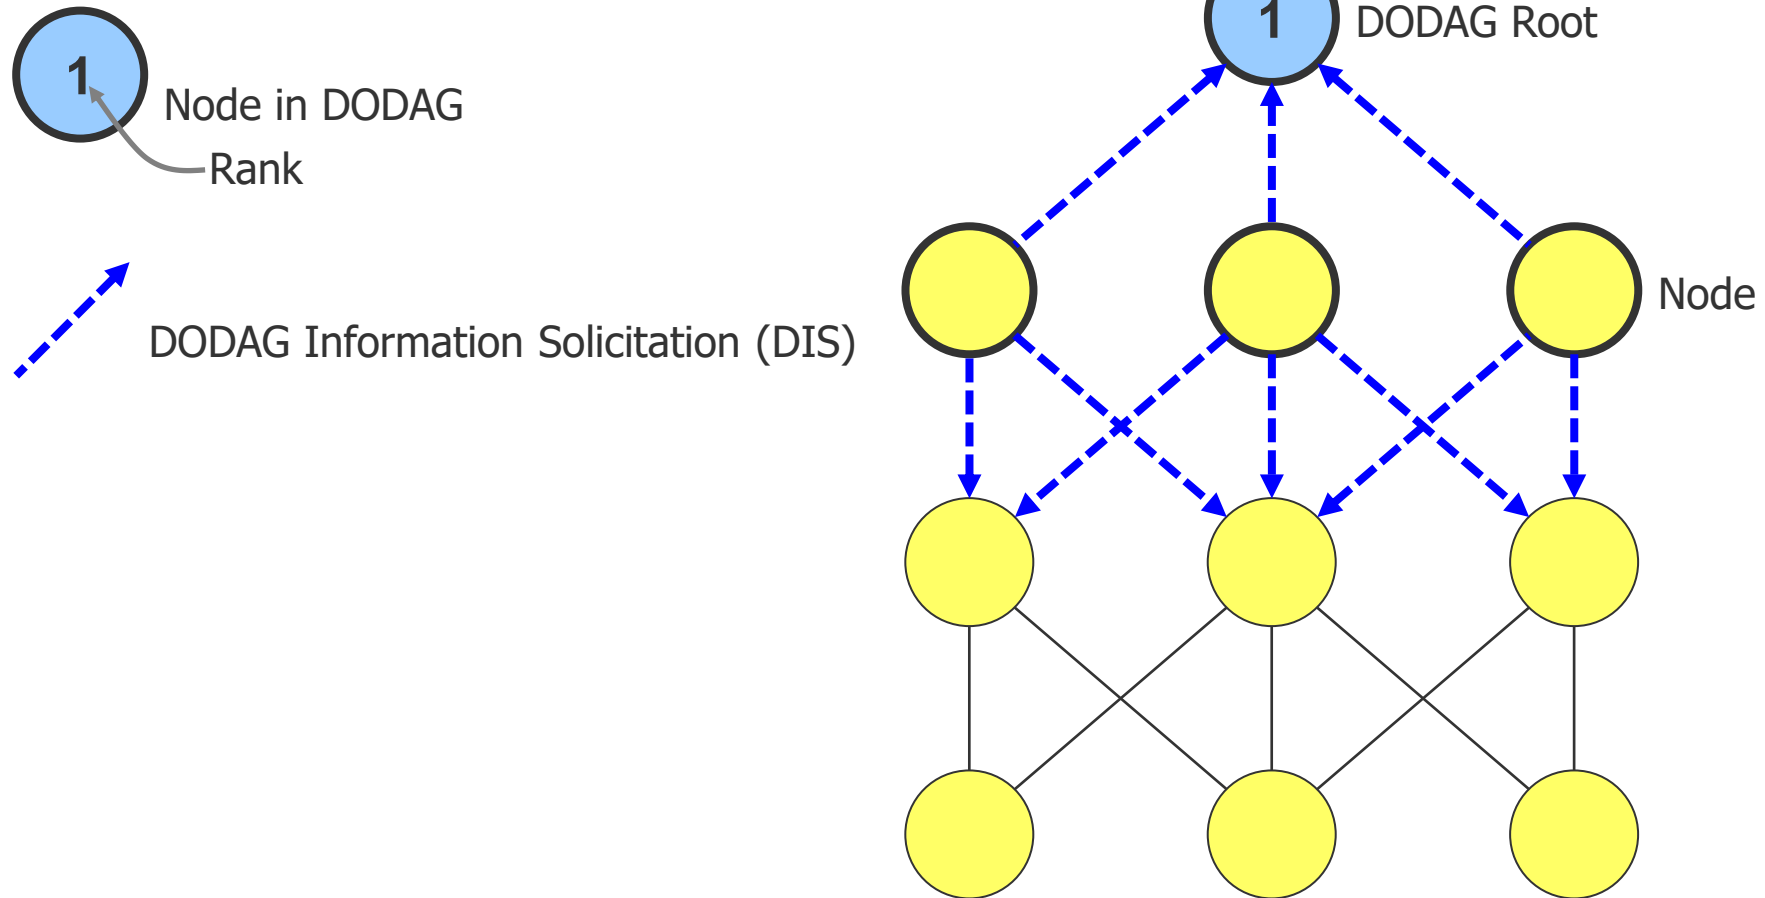 1
Node in DODAG
Rank
DODAG Information Solicitation (DIS)
1
DODAG Root
Node